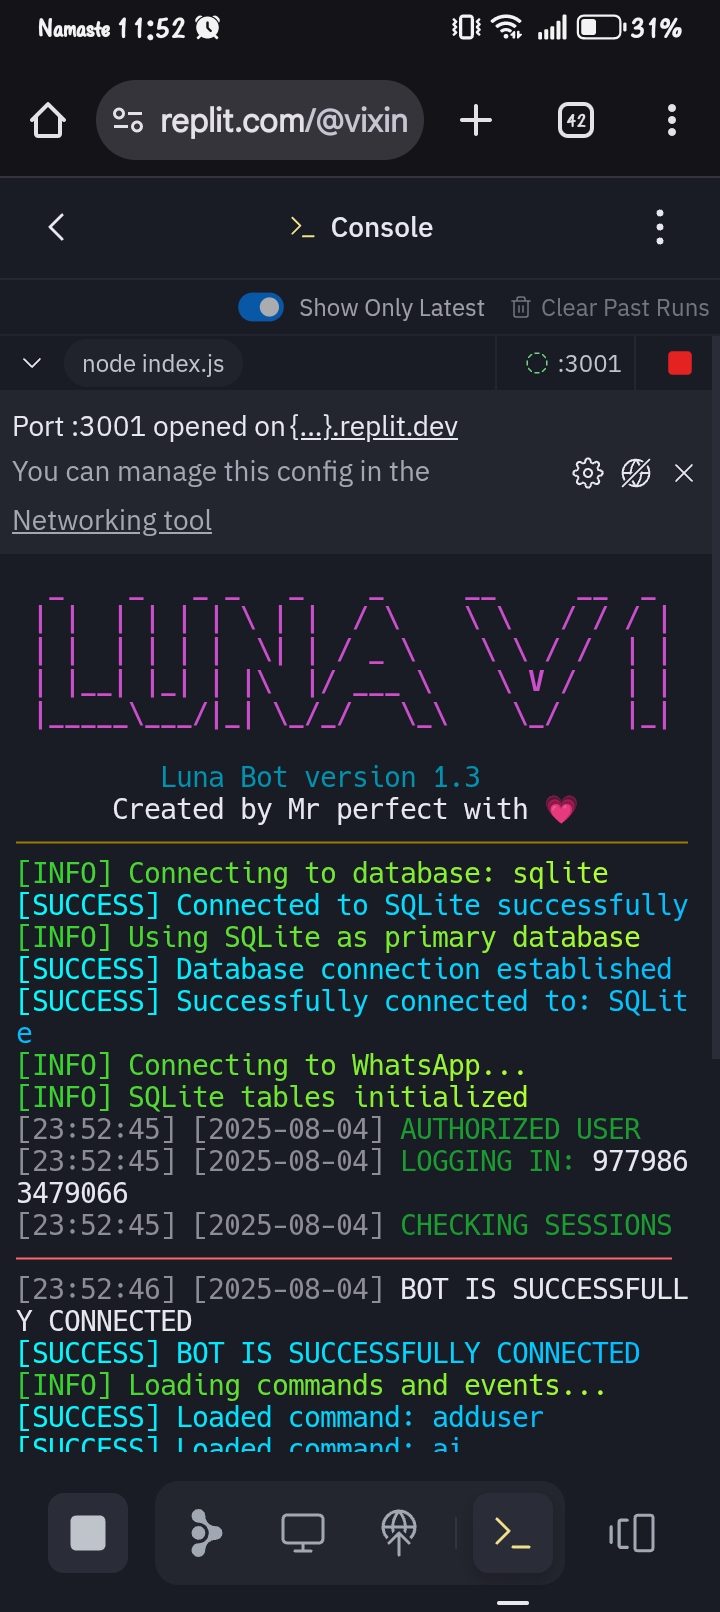 Namaste 11:52 31%
replit.com/@vixin 42
Console
Show Only Latest Clear Past Runs
node index.js :3001
Port :3001 opened on {...}.replit.dev
You can manage this config in the
Networking tool
LUNA V1
Luna Bot version 1.3
Created by Mr perfect with 💗
[INFO] Connecting to database: sqlite
[SUCCESS] Connected to SQLite successfully
[INFO] Using SQLite as primary database
[SUCCESS] Database connection established
[SUCCESS] Successfully connected to: SQLit
e
[INFO] Connecting to WhatsApp...
[INFO] SQLite tables initialized
[23:52:45] [2025-08-04] AUTHORIZED USER
[23:52:45] [2025-08-04] LOGGING IN: 977986
3479066
[23:52:45] [2025-08-04] CHECKING SESSIONS
[23:52:46] [2025-08-04] BOT IS SUCCESSFULL
Y CONNECTED
[SUCCESS] BOT IS SUCCESSFULLY CONNECTED
[INFO] Loading commands and events...
[SUCCESS] Loaded command: adduser
[SUCCESS] Loaded command: ai